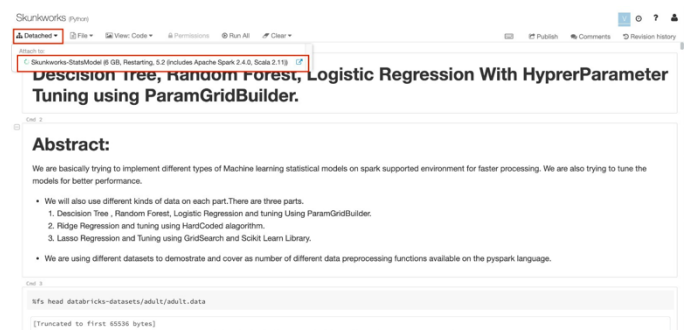 Skunkworks (Python)
Detached File View: Code Permissions Run All Clear Publish Comments Revision history
Attach to:
Skunkworks-StatsModel (6 GB, Restarting, 5.2 (includes Apache Spark 2.4.0, Scala 2.11))
Descision Tree, Random Forest, Logistic Regression With HyprerParameter
Tuning using ParamGridBuilder.
Cmd 2
Abstract:
We are basically trying to implement different types of Machine learning statistical models on spark supported environment for faster processing. We are also trying to tune the
models for better performance.
• We will also use different kinds of data on each part.There are three parts.
1. Descision Tree , Random Forest, Logistic Regression and tuning Using ParamGridBuilder.
2. Ridge Regression and tuning using HardCoded alagorithm.
3. Lasso Regression and Tuning using GridSearch and Scikit Learn Library.
• We are using different datasets to demostrate and cover as number of different data preprocessing functions available on the pyspark language.
Cmd 3
%fs head databricks-datasets/adult/adult.data
[Truncated to first 65536 bytes]